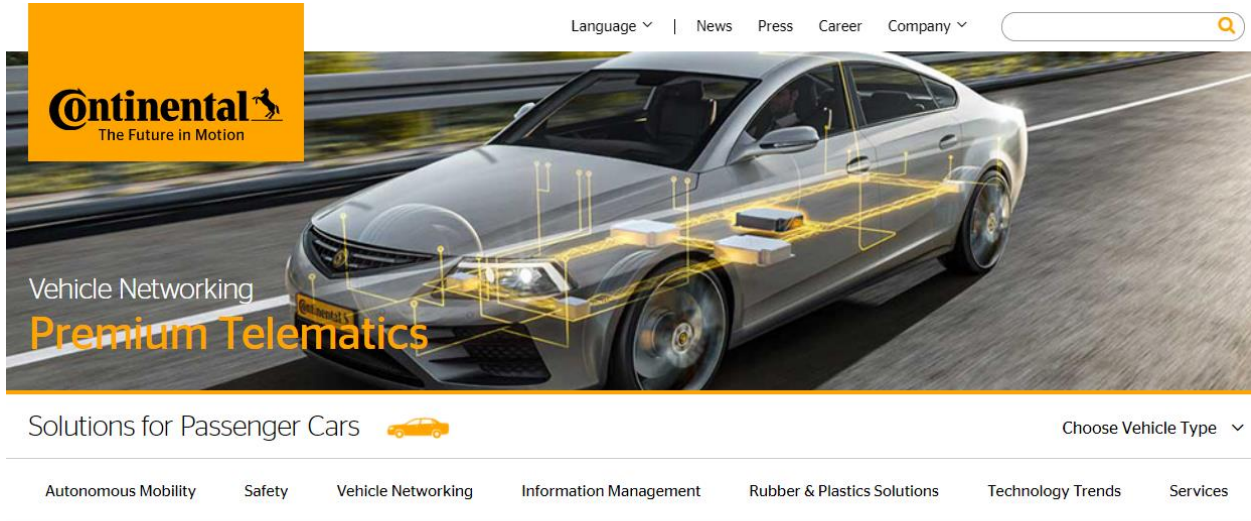 Language | News Press Career Company
Continental
The Future in Motion
Vehicle Networking
Premium Telematics
Continental
Solutions for Passenger Cars
Choose Vehicle Type
Autonomous Mobility Safety Vehicle Networking Information Management Rubber & Plastics Solutions Technology Trends Services